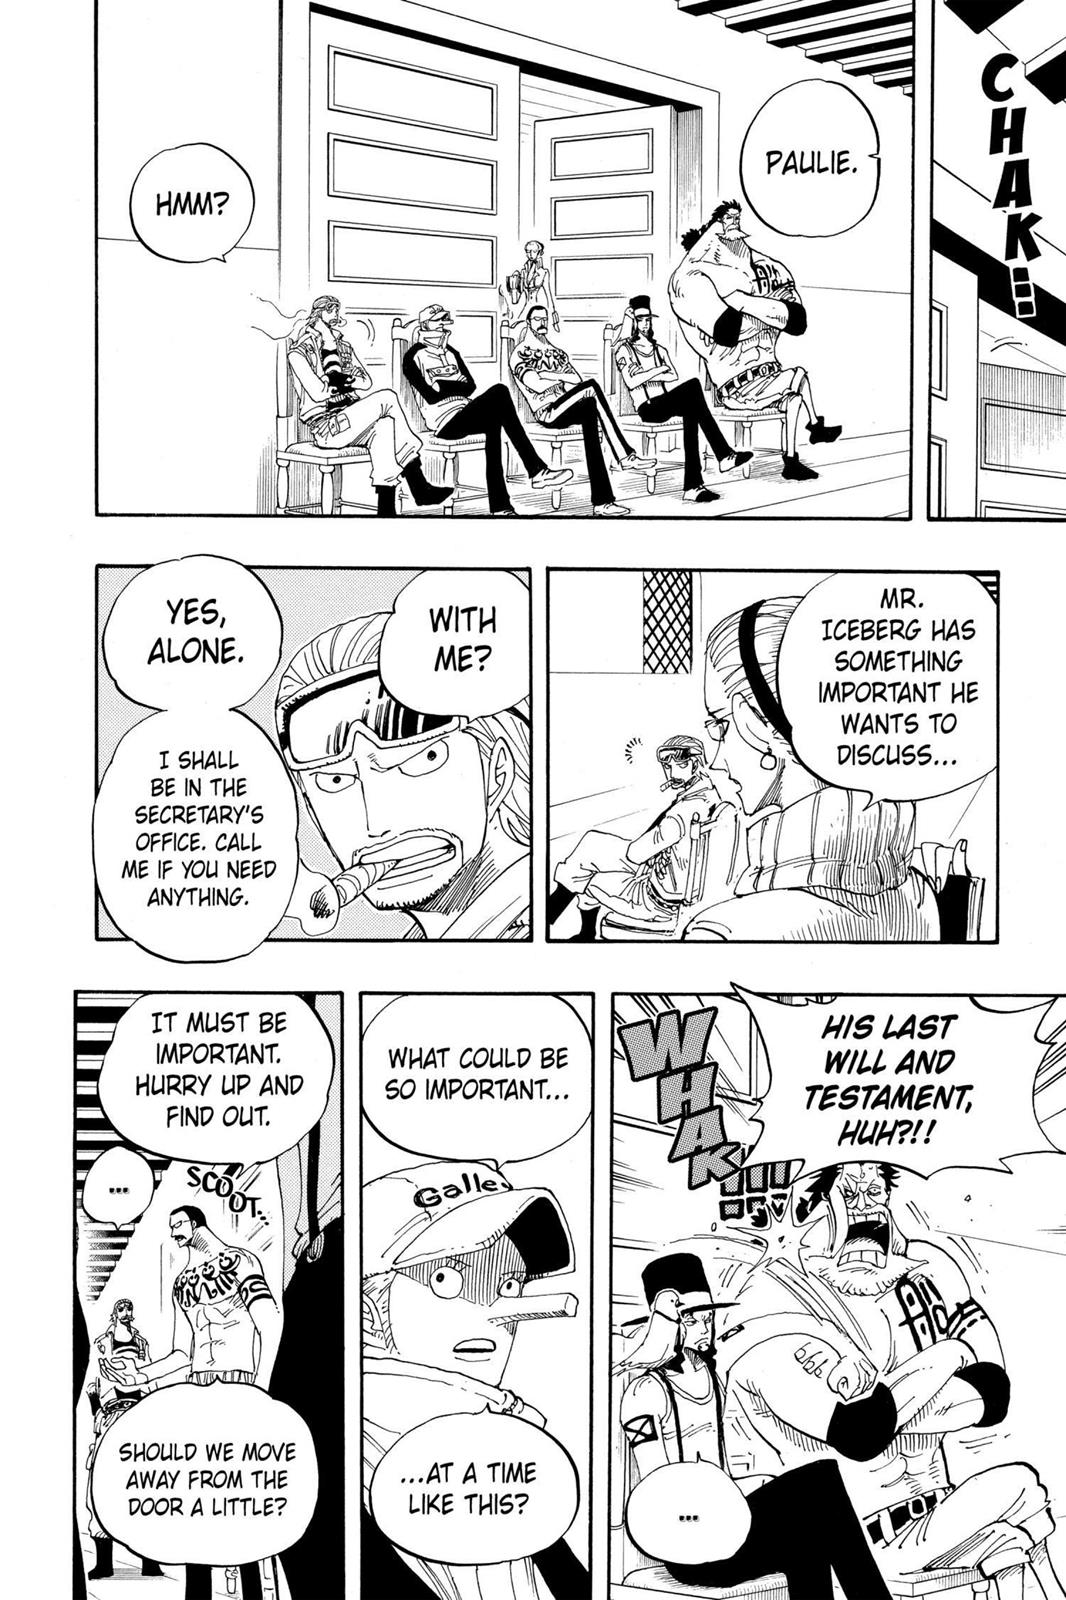 CHAK...
PAULIE.
HMM?
MR.
ICEBERG HAS
SOMETHING
IMPORTANT HE
WANTS TO
DISCUSS...
WITH
ME?
YES,
ALONE.
I SHALL
BE IN THE
SECRETARY'S
OFFICE. CALL
ME IF YOU NEED
ANYTHING.
HIS LAST
WILL AND
TESTAMENT,
HUH?!!
WHAK!!!
...
WHAT COULD BE
SO IMPORTANT...
Galle
...AT A TIME
LIKE THIS?
IT MUST BE
IMPORTANT.
HURRY UP AND
FIND OUT.
SCOOT...
...
SHOULD WE MOVE
AWAY FROM THE
DOOR A LITTLE?